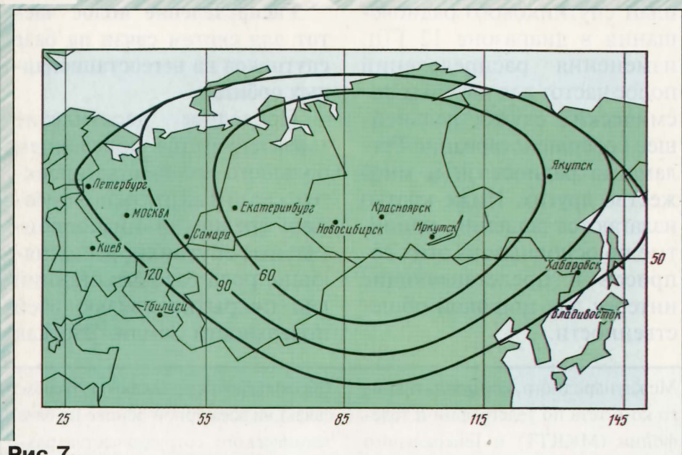 Петербург
МОСКВА
Киев
Самара
Тбилиси
Екатеринбург
Новосибирск
Красноярск
Иркутск
Якутск
Хабаровск
Владивосток
120
90
60
50
25
55
85
115
145
Рис. 7